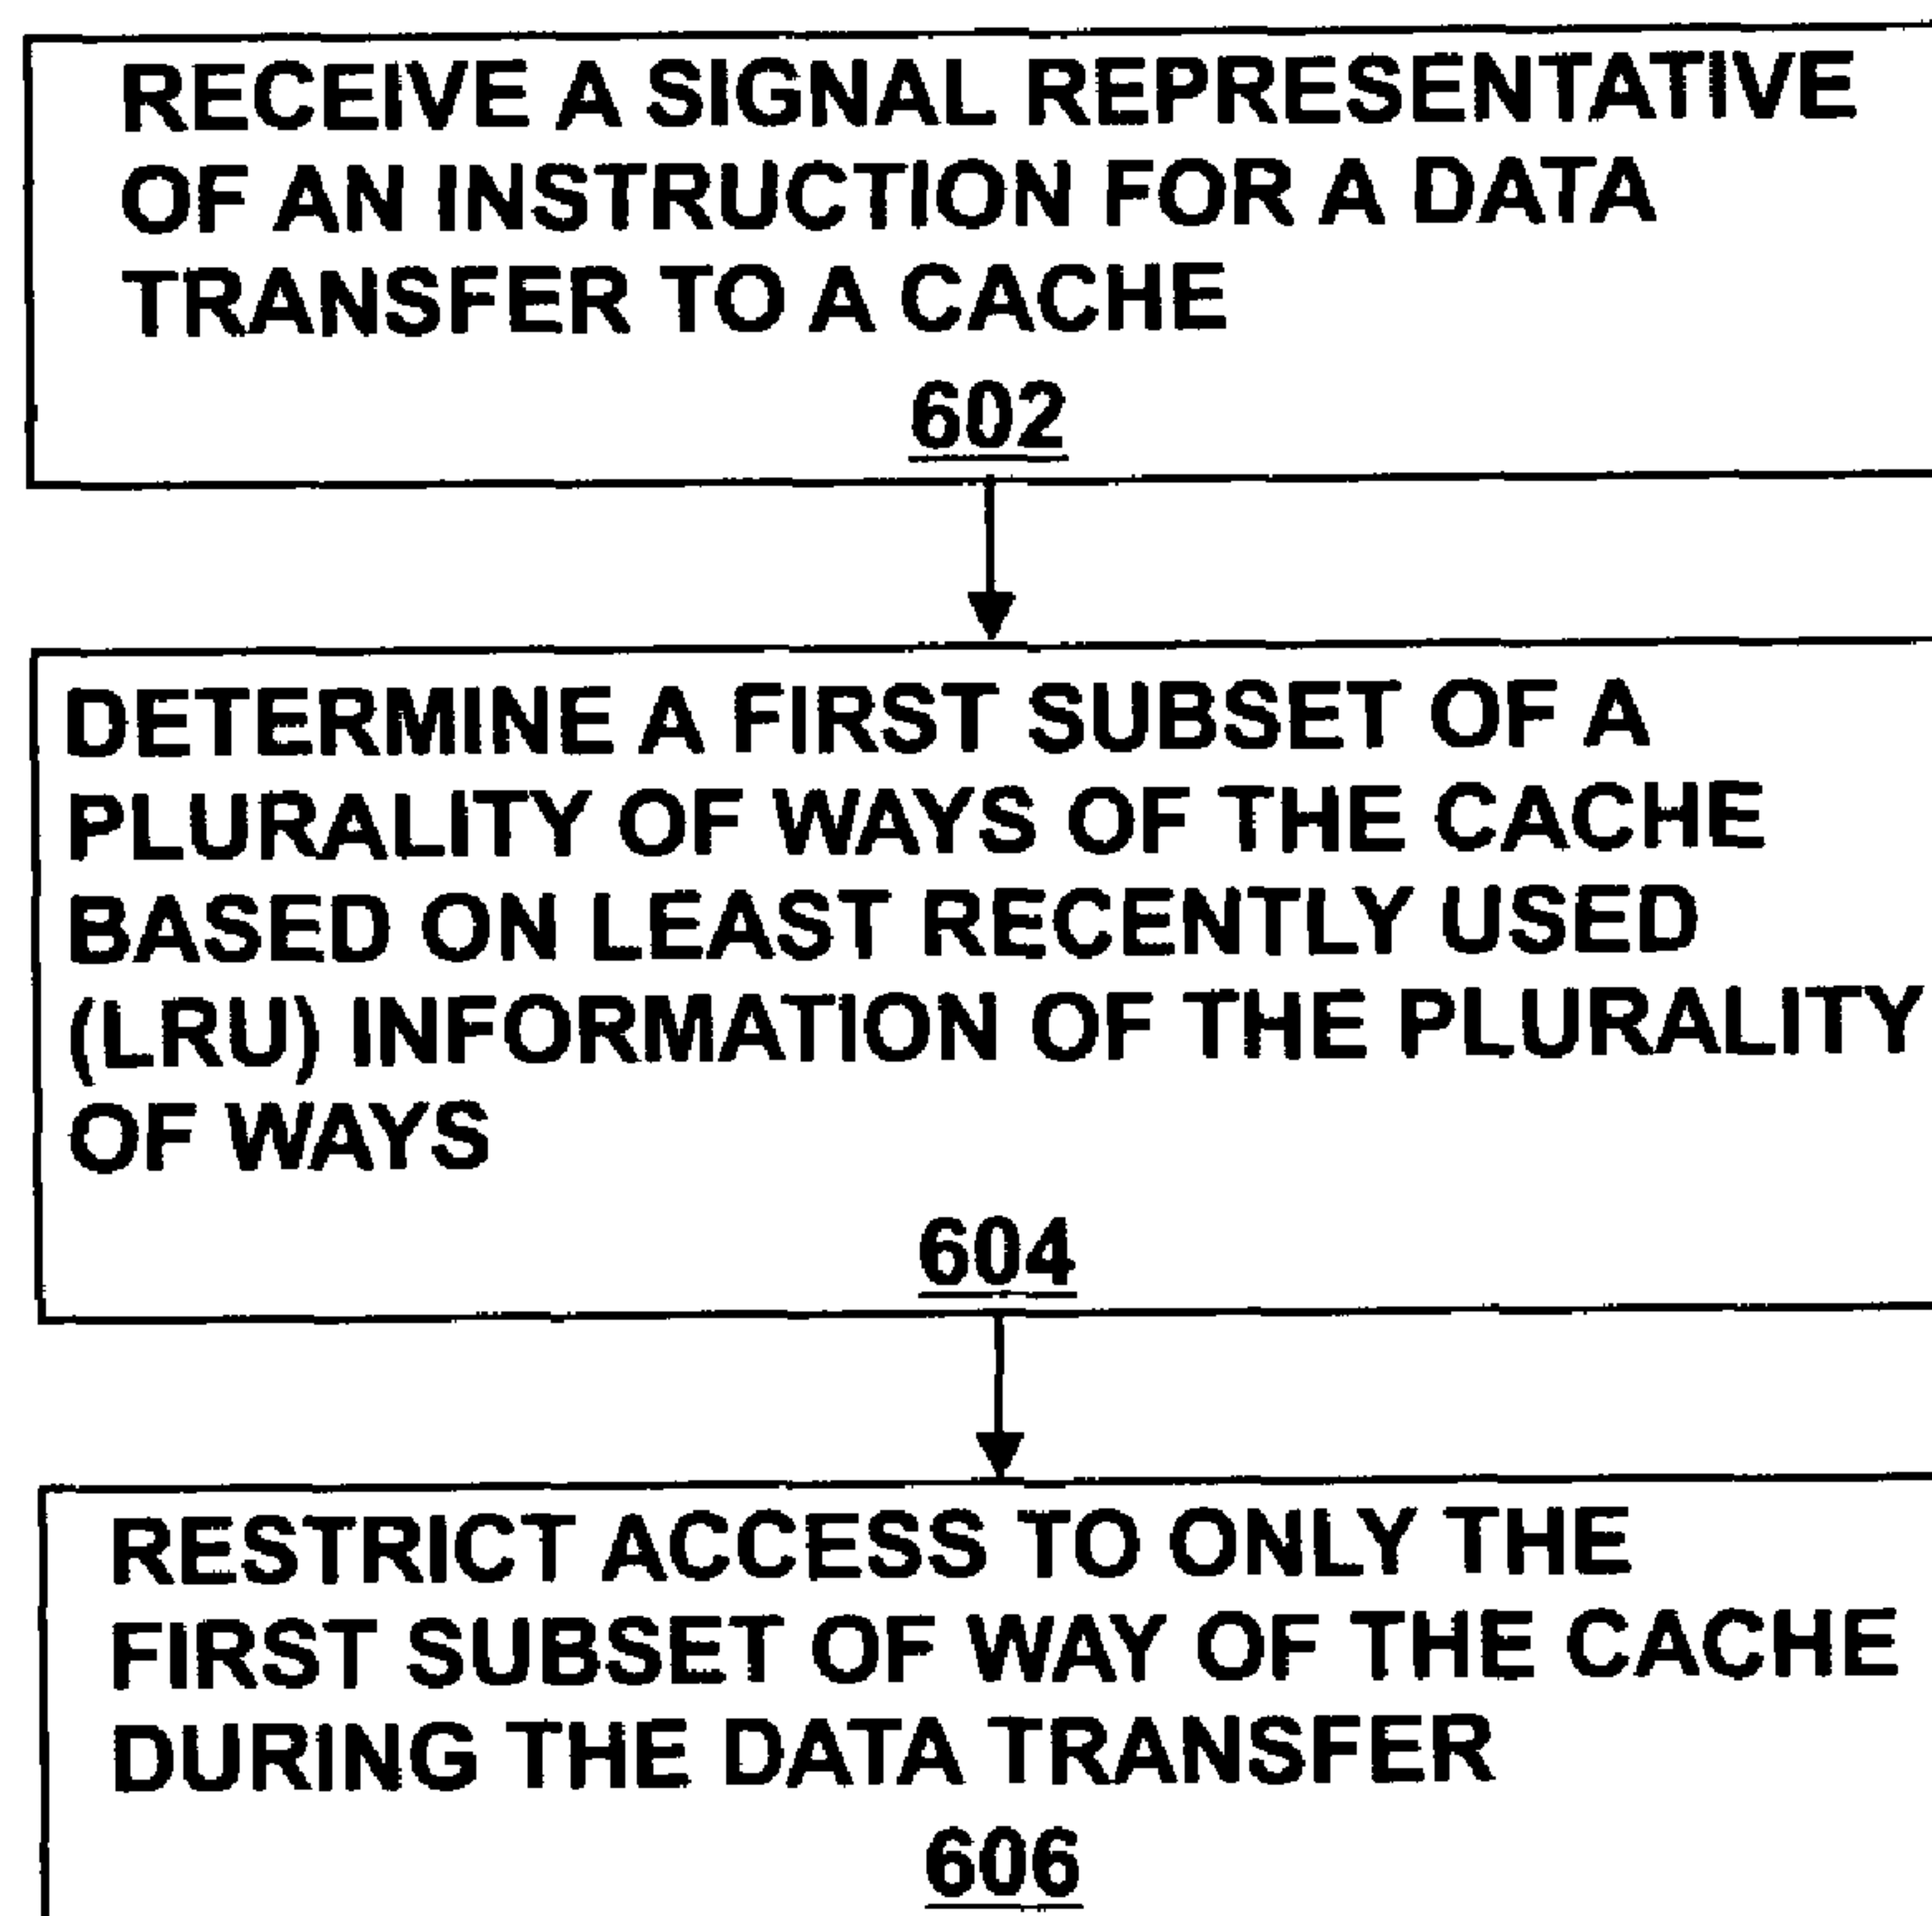 RECEIVE A SIGNAL REPRESENTATIVE
OF AN INSTRUCTION FOR A DATA
TRANSFER TO A CACHE
602
DETERMINE A FIRST SUBSET OF A
PLURALITY OF WAYS OF THE CACHE
BASED ON LEAST RECENTLY USED
(LRU) INFORMATION OF THE PLURALITY
OF WAYS
604
RESTRICT ACCESS TO ONLY THE
FIRST SUBSET OF WAY OF THE CACHE
DURING THE DATA TRANSFER
606